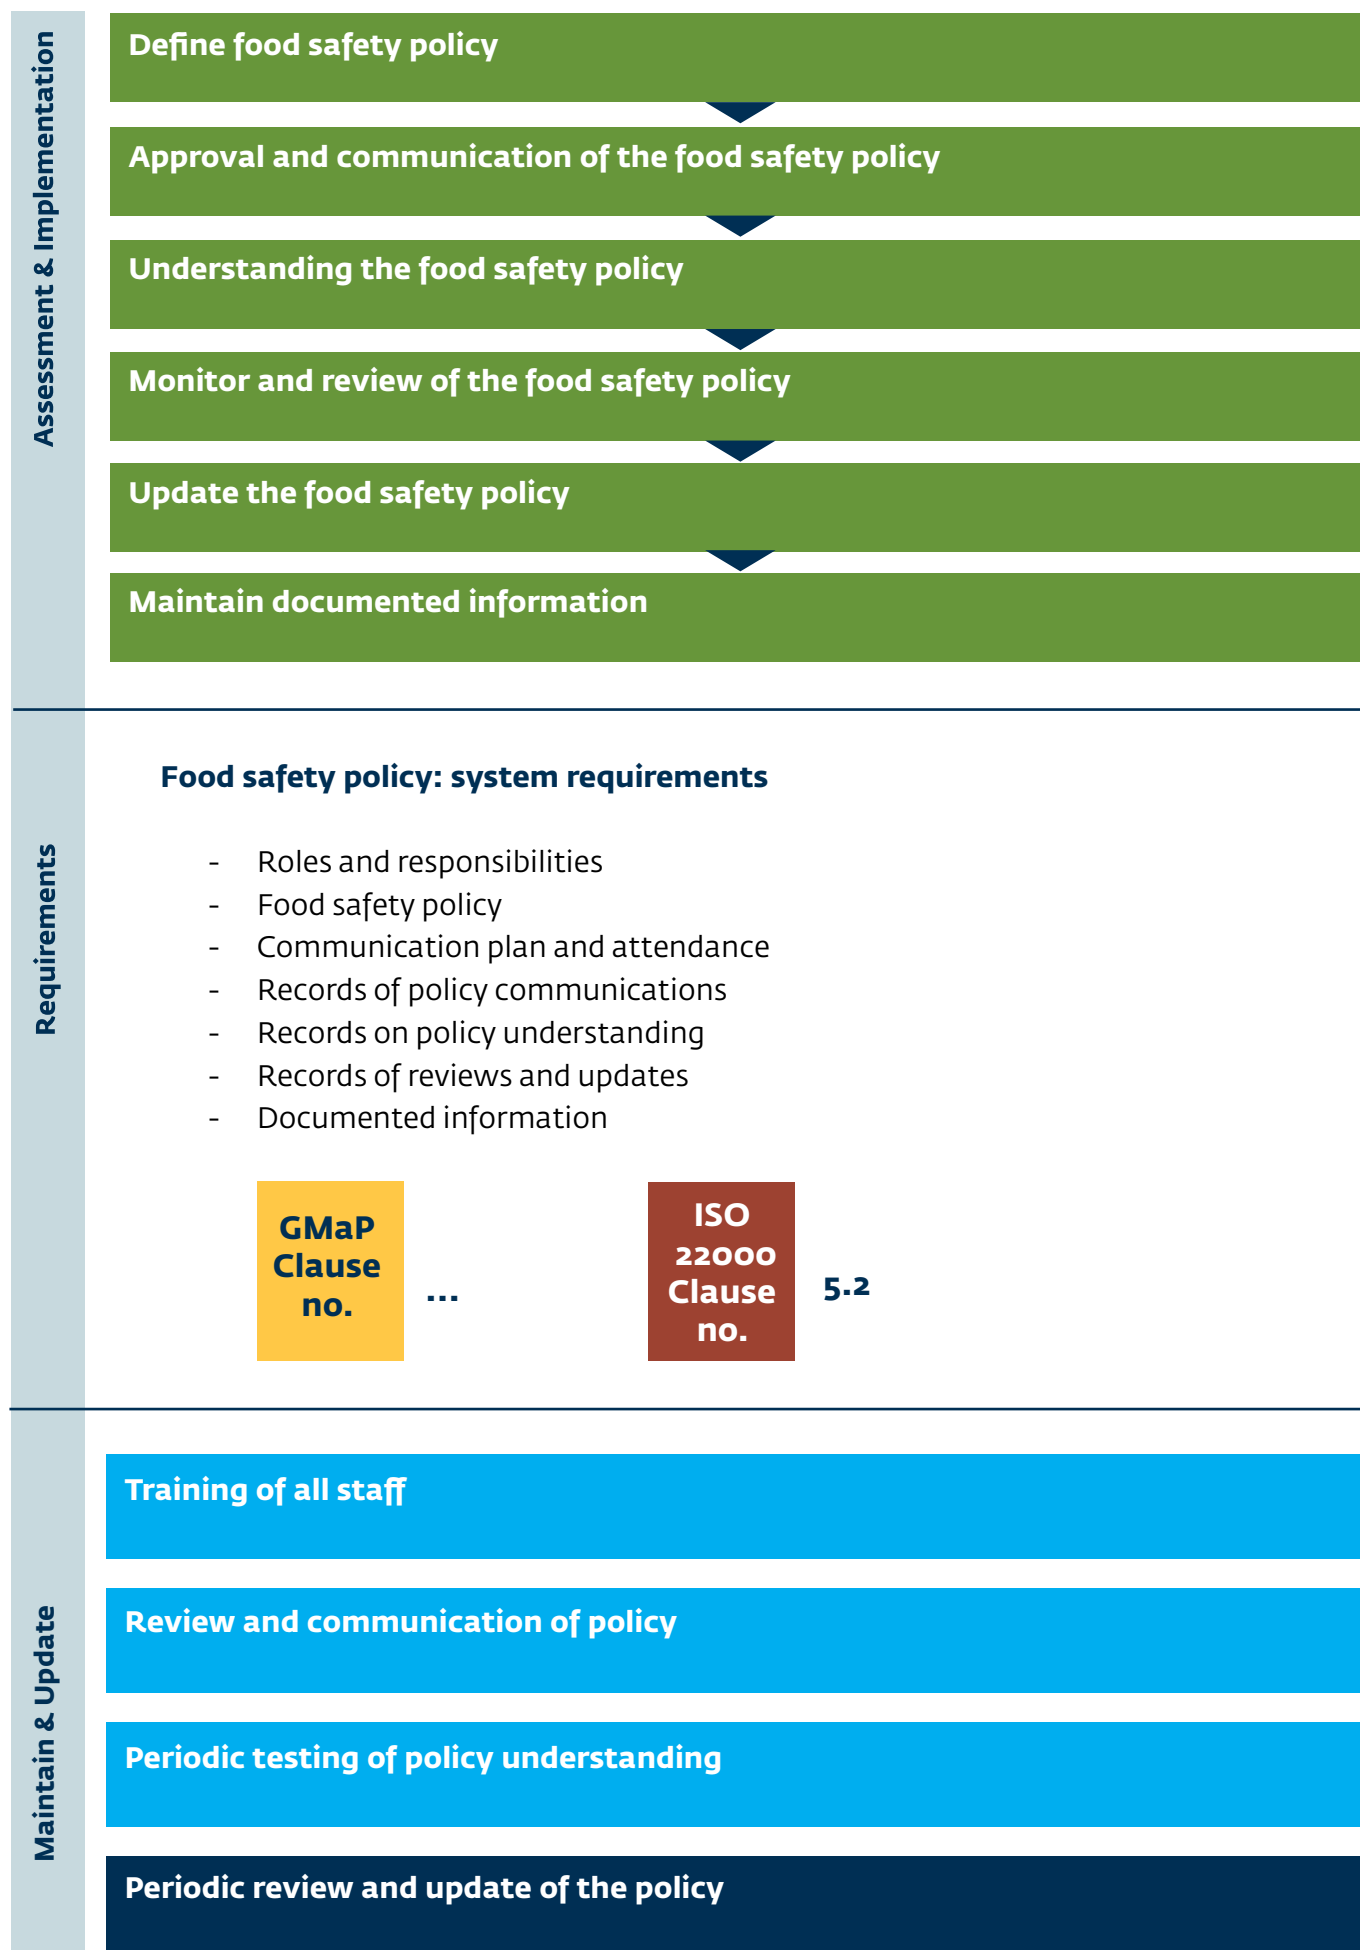 Assessment & Implementation
Define food safety policy
Approval and communication of the food safety policy
Understanding the food safety policy
Monitor and review of the food safety policy
Update the food safety policy
Maintain documented information
Requirements
Food safety policy: system requirements
- Roles and responsibilities
- Food safety policy
- Communication plan and attendance
- Records of policy communications
- Records on policy understanding
- Records of reviews and updates
- Documented information
GMaP
Clause
no.
...
ISO
22000
Clause
no.
5.2
Maintain & Update
Training of all staff
Review and communication of policy
Periodic testing of policy understanding
Periodic review and update of the policy